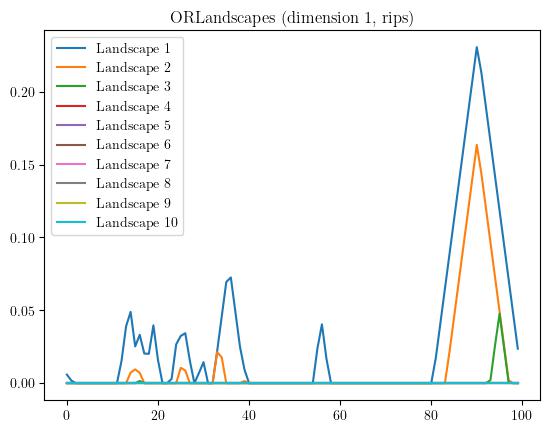 ORLandscapes (dimension 1, rips)
Landscape 1
Landscape 2
Landscape 3
Landscape 4
Landscape 5
Landscape 6
Landscape 7
Landscape 8
Landscape 9
Landscape 10
0.20
0.15
0.10
0.05
0.00
0 20 40 60 80 100